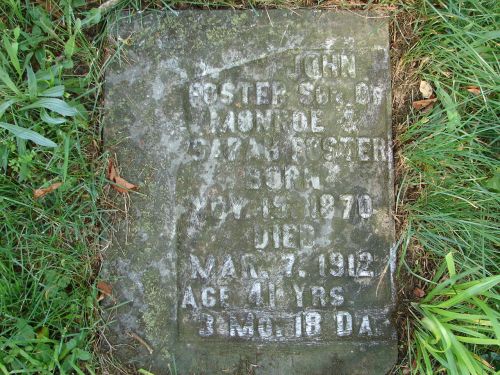 JOHN
FOSTER SON OF
MONROE &
SARAH FOSTER
BORN
NOV. 19, 1870
DIED
MAR. 7, 1912
AGE 41 YRS
3 MO. 18 DA.